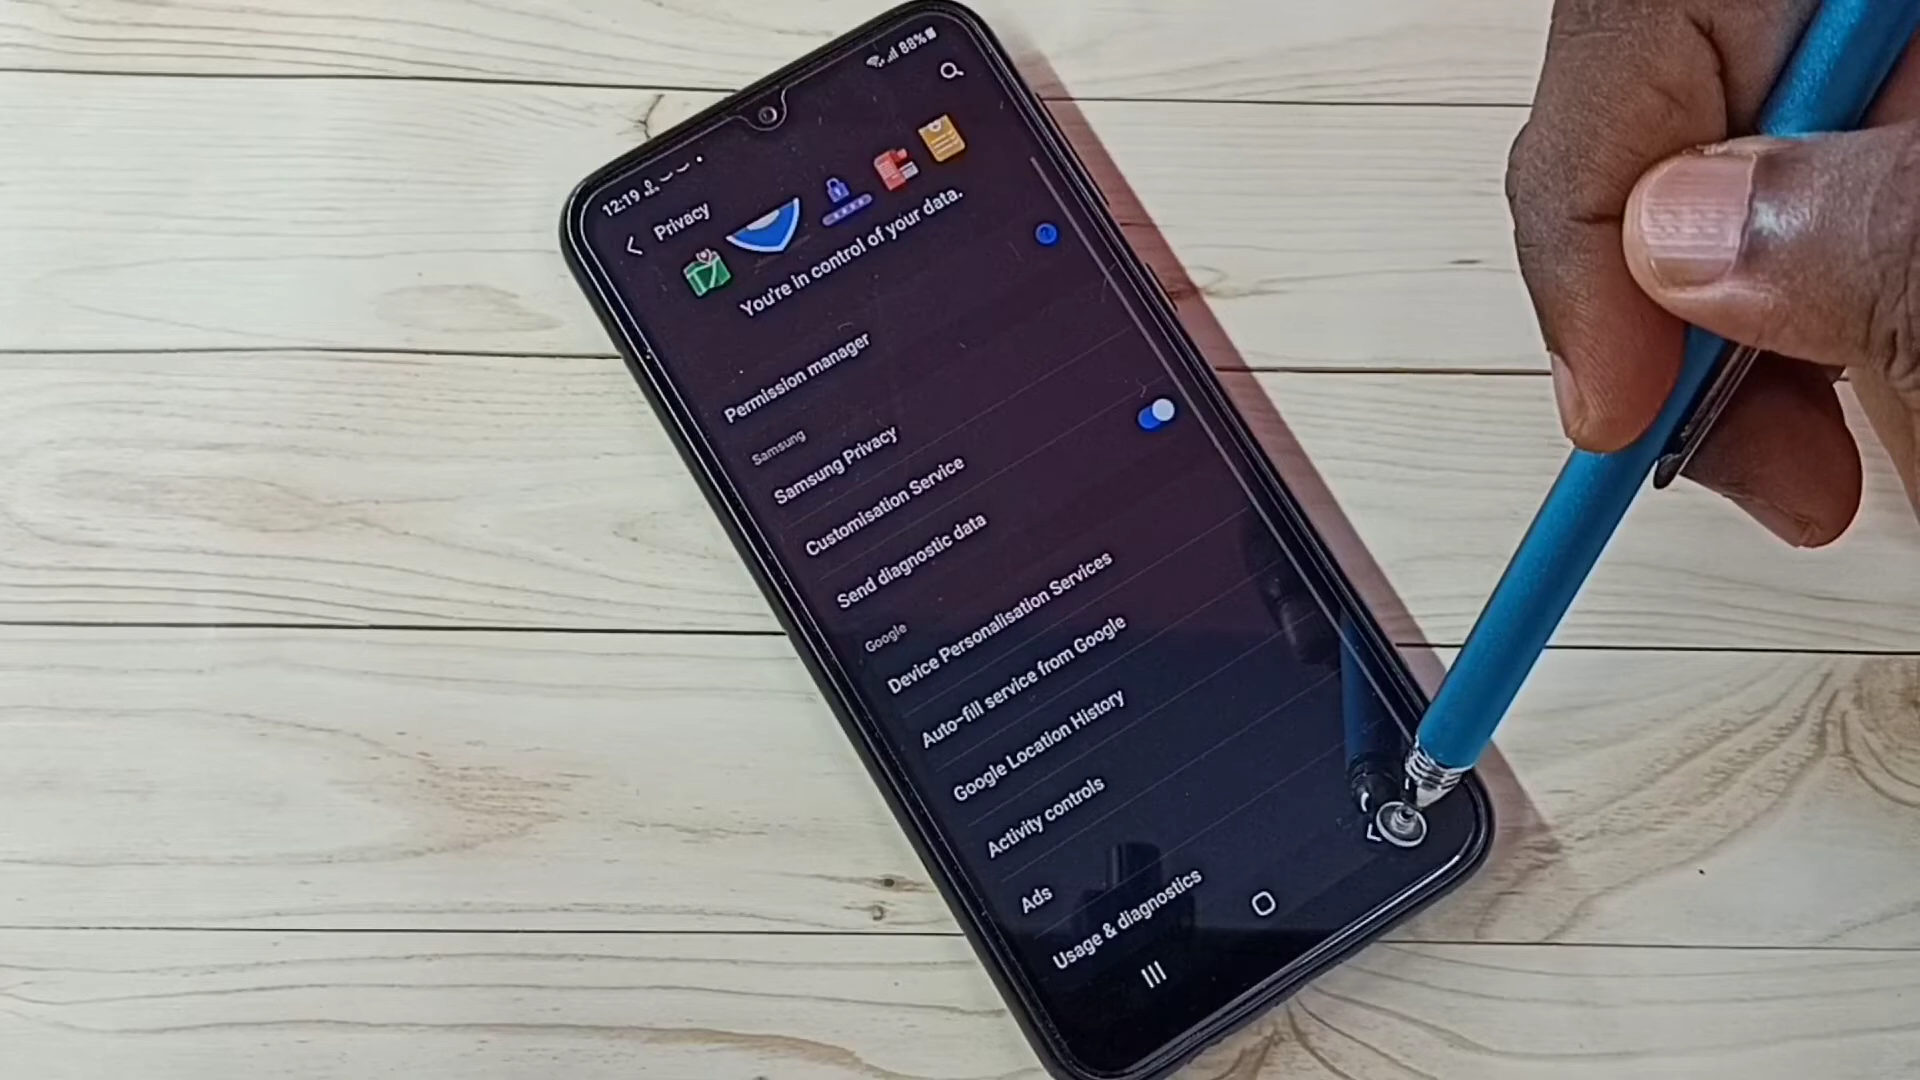 12:19
88%
Privacy
You're in control of your data.
Permission manager
Samsung
Samsung Privacy
Customisation Service
Send diagnostic data
Google
Device Personalisation Services
Auto-fill service from Google
Google Location History
Activity controls
Ads
Usage & diagnostics